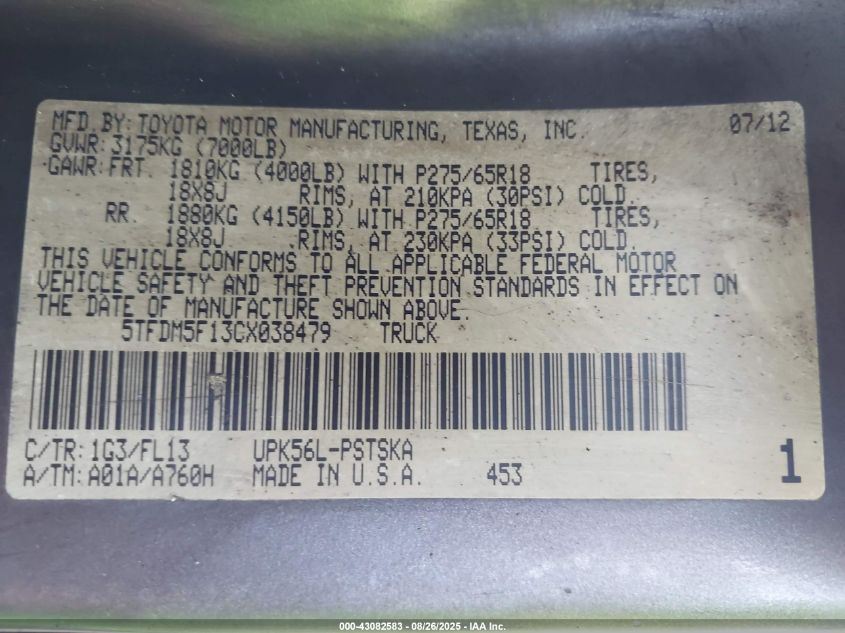 MFD. BY: TOYOTA MOTOR MANUFACTURING, TEXAS, INC. 07/12
GVWR: 3175KG (7000LB)
GAWR: FRT. 1810KG (4000LB) WITH P275/65R18 TIRES,
18X8J RIMS, AT 210KPA (30PSI) COLD.
RR. 1880KG (4150LB) WITH P275/65R18 TIRES,
18X8J RIMS, AT 230KPA (33PSI) COLD.
THIS VEHICLE CONFORMS TO ALL APPLICABLE FEDERAL MOTOR
VEHICLE SAFETY AND THEFT PREVENTION STANDARDS IN EFFECT ON
THE DATE OF MANUFACTURE SHOWN ABOVE.
5TFDM5F13CX038479 TRUCK
C/TR: 1G3/FL13 UPK56L-PSTSKA
A/TM: A01A/A760H MADE IN U.S.A. 453 1
000-43082583 - 08/26/2025 - IAA Inc.